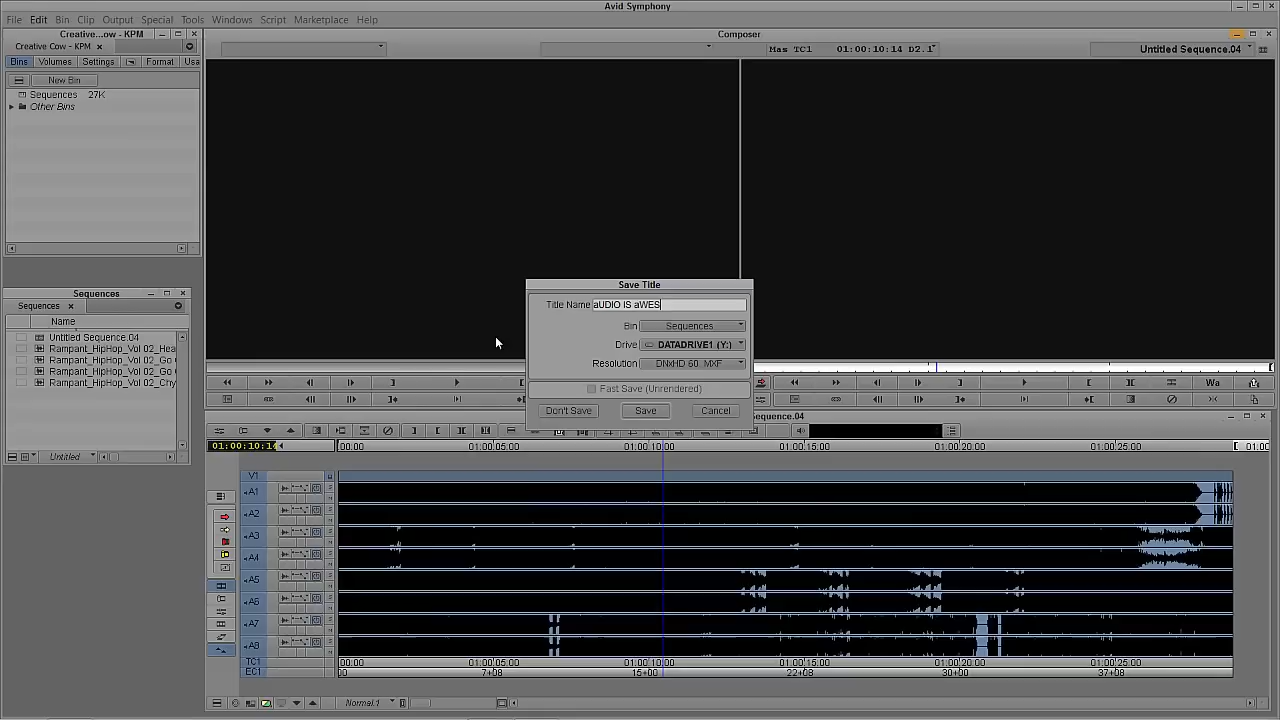 Avid Symphony
File Edit Bin Clip Output Special Tools Windows Script Marketplace Help
Creative...ow - KPM
Composer
Creative Cow - KPM
Mas TC1 01:00:10:14 D2.1
Untitled Sequence.04
Bins Volumes Settings Format Usa
New Bin
Sequences 27K
Other Bins
Save Title
Title Name aUDIO IS aWES
Bin Sequences
Drive DATADRIVE1 (Y:)
Resolution DNxHD 60 MXF
Fast Save (Unrendered)
Don't Save Save Cancel
Wa
Sequences
Sequences
Name
Untitled Sequence.04
Rampant_HipHop_Vol 02_Hea
Rampant_HipHop_Vol 02_Go
Rampant_HipHop_Vol 02_Go
Rampant_HipHop_Vol 02_Chy
Untitled
equence.04
01:00:10:14
00:00 01:00:05:00 01:00:10:00 01:00:15:00 01:00:20:00 01:00:25:00 01:00
V1
A1
A2
A3
A4
A5
A6
A7
A8
TC1 00:00 01:00:05:00 01:00:10:00 01:00:15:00 01:00:20:00 01:00:25:00
EC1 00 7+08 15+00 22+08 30+00 37+08
Normal.1